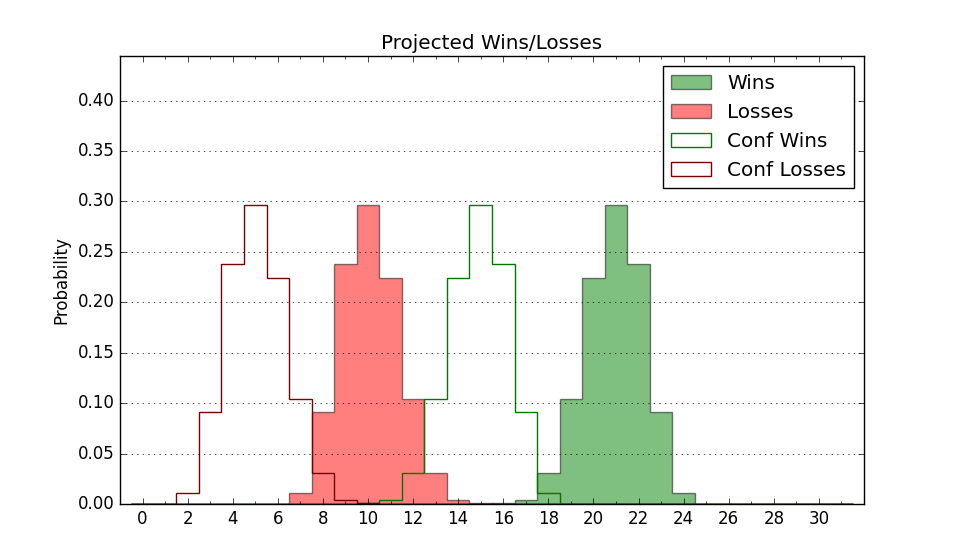 Projected Wins/Losses
Wins
Losses
Conf Wins
Conf Losses
Probability
0.40
0.35
0.30
0.25
0.20
0.15
0.10
0.05
0.00
0 2 4 6 8 10 12 14 16 18 20 22 24 26 28 30